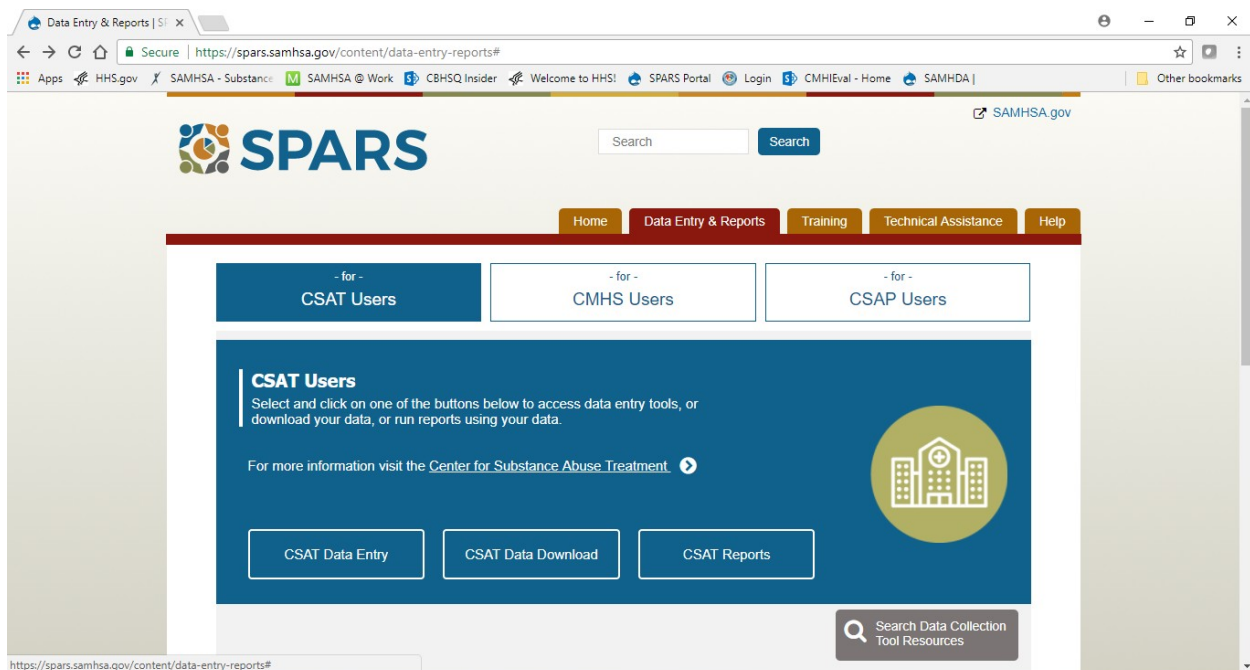 Data Entry & Reports | SP
Secure | https://spars.samhsa.gov/content/data-entry-reports#
Apps HHS.gov SAMHSA - Substance SAMHSA @ Work CBHSQ Insider Welcome to HHS! SPARS Portal Login CMHIEval - Home SAMHDA | Other bookmarks
SAMHSA.gov
SPARS
Search Search
Home Data Entry & Reports Training Technical Assistance Help
- for - - for - - for -
CSAT Users CMHS Users CSAP Users
CSAT Users
Select and click on one of the buttons below to access data entry tools, or
download your data, or run reports using your data.
For more information visit the Center for Substance Abuse Treatment
CSAT Data Entry CSAT Data Download CSAT Reports
Search Data Collection
Tool Resources
https://spars.samhsa.gov/content/data-entry-reports#